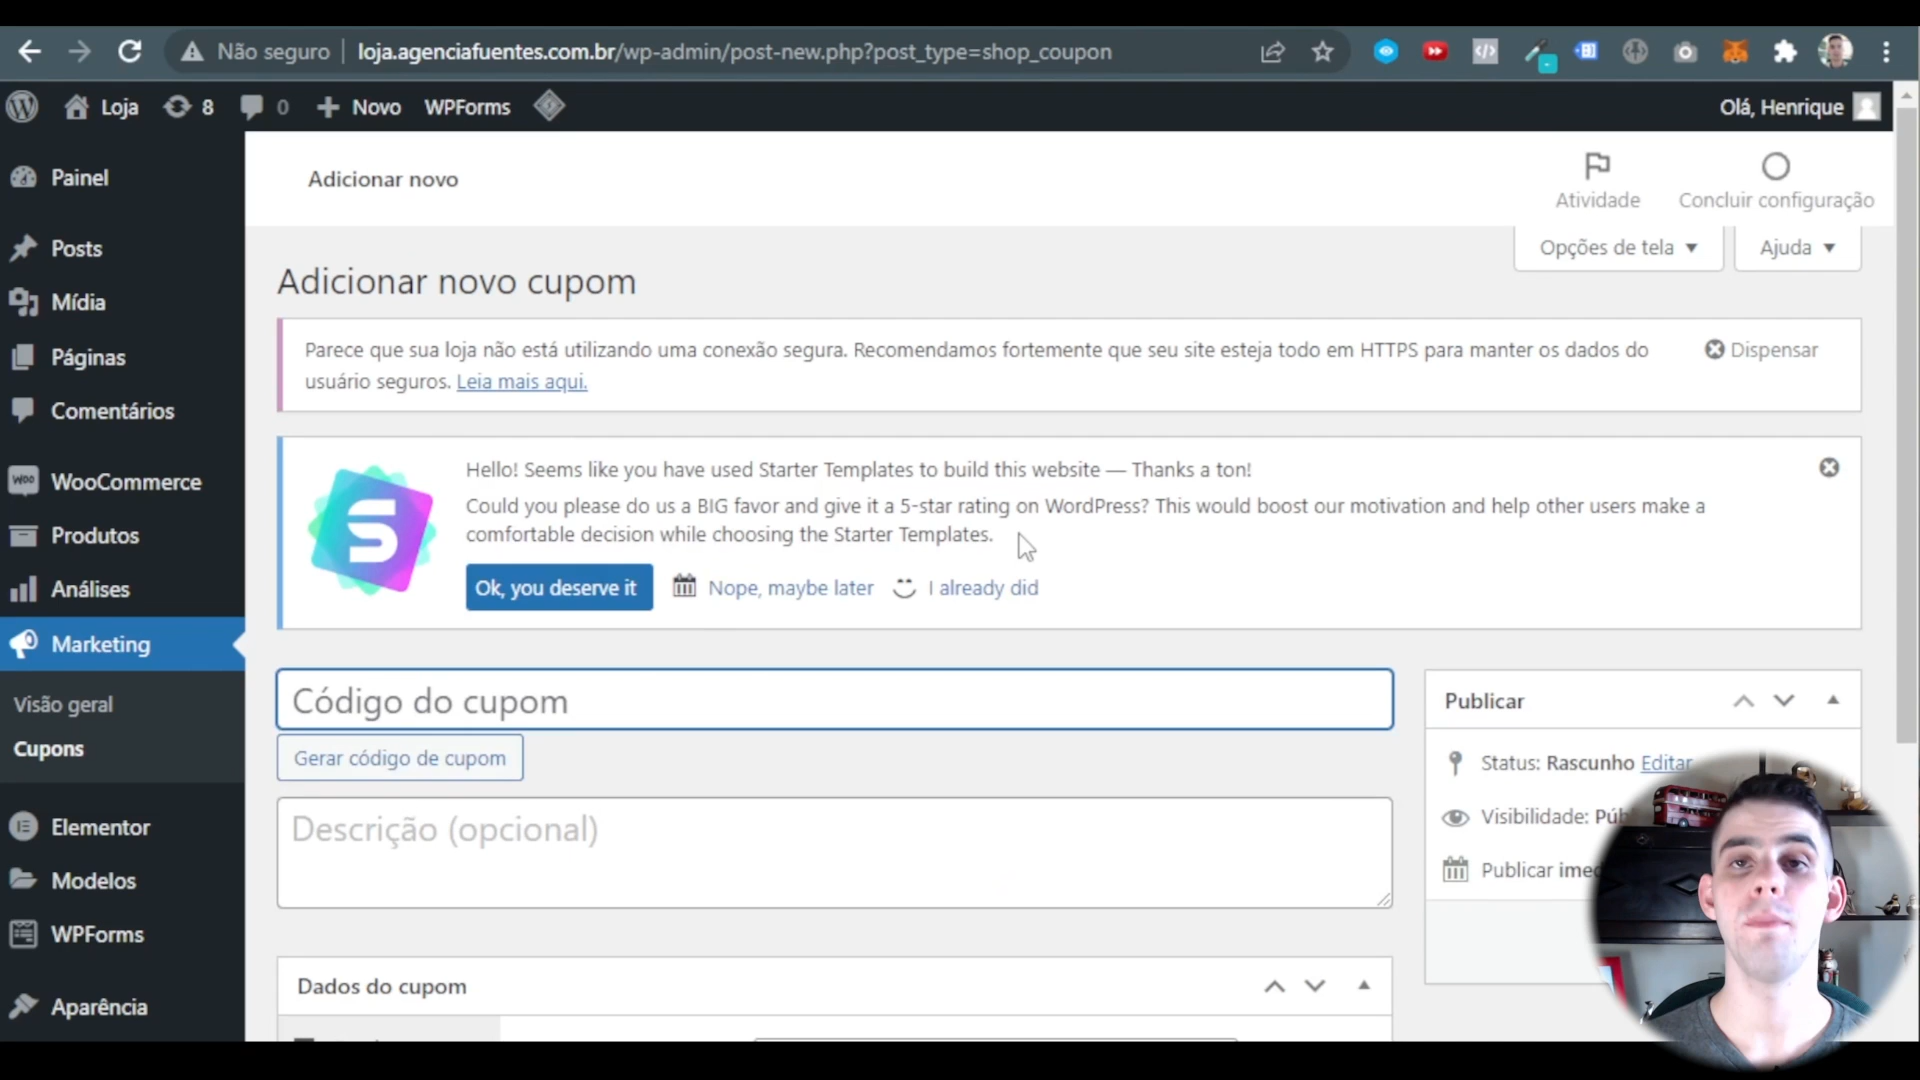 Não seguro
loja.agenciafuentes.com.br/wp-admin/post-new.php?post_type=shop_coupon
Loja
8
0
Novo
WPForms
Olá, Henrique
Painel
Posts
Mídia
Páginas
Comentários
WooCommerce
Produtos
Análises
Marketing
Visão geral
Cupons
Elementor
Modelos
WPForms
Aparência
Adicionar novo
Atividade
Concluir configuração
Opções de tela
Ajuda
Adicionar novo cupom
Parece que sua loja não está utilizando uma conexão segura. Recomendamos fortemente que seu site esteja todo em HTTPS para manter os dados do
usuário seguros. Leia mais aqui.
Dispensar
Hello! Seems like you have used Starter Templates to build this website — Thanks a ton!
Could you please do us a BIG favor and give it a 5-star rating on WordPress? This would boost our motivation and help other users make a
comfortable decision while choosing the Starter Templates.
Ok, you deserve it
Nope, maybe later
I already did
Código do cupom
Gerar código de cupom
Descrição (opcional)
Dados do cupom
Publicar
Status: Rascunho Editar
Visibilidade:
Publicar